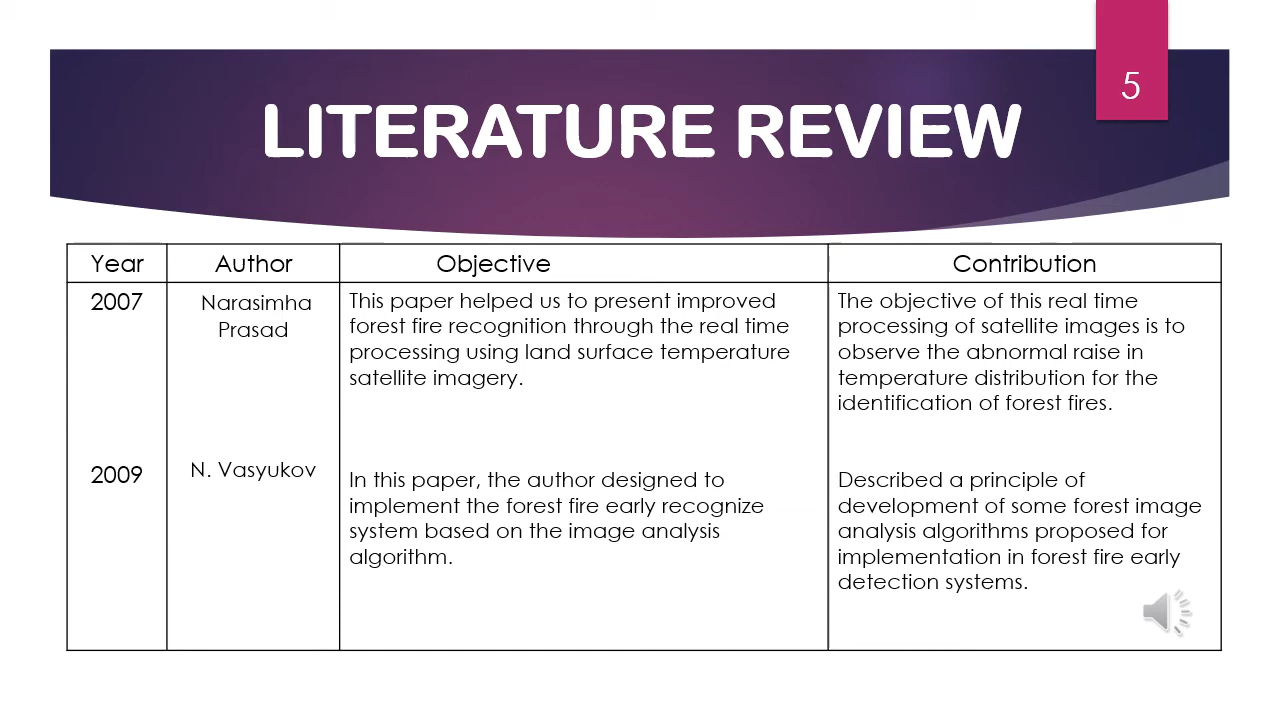 5
LITERATURE REVIEW
Year Author Objective Contribution
2007
Narasimha
Prasad
This paper helped us to present improved
forest fire recognition through the real time
processing using land surface temperature
satellite imagery.
The objective of this real time
processing of satellite images is to
observe the abnormal raise in
temperature distribution for the
identification of forest fires.
2009
N. Vasyukov
In this paper, the author designed to
implement the forest fire early recognize
system based on the image analysis
algorithm.
Described a principle of
development of some forest image
analysis algorithms proposed for
implementation in forest fire early
detection systems.